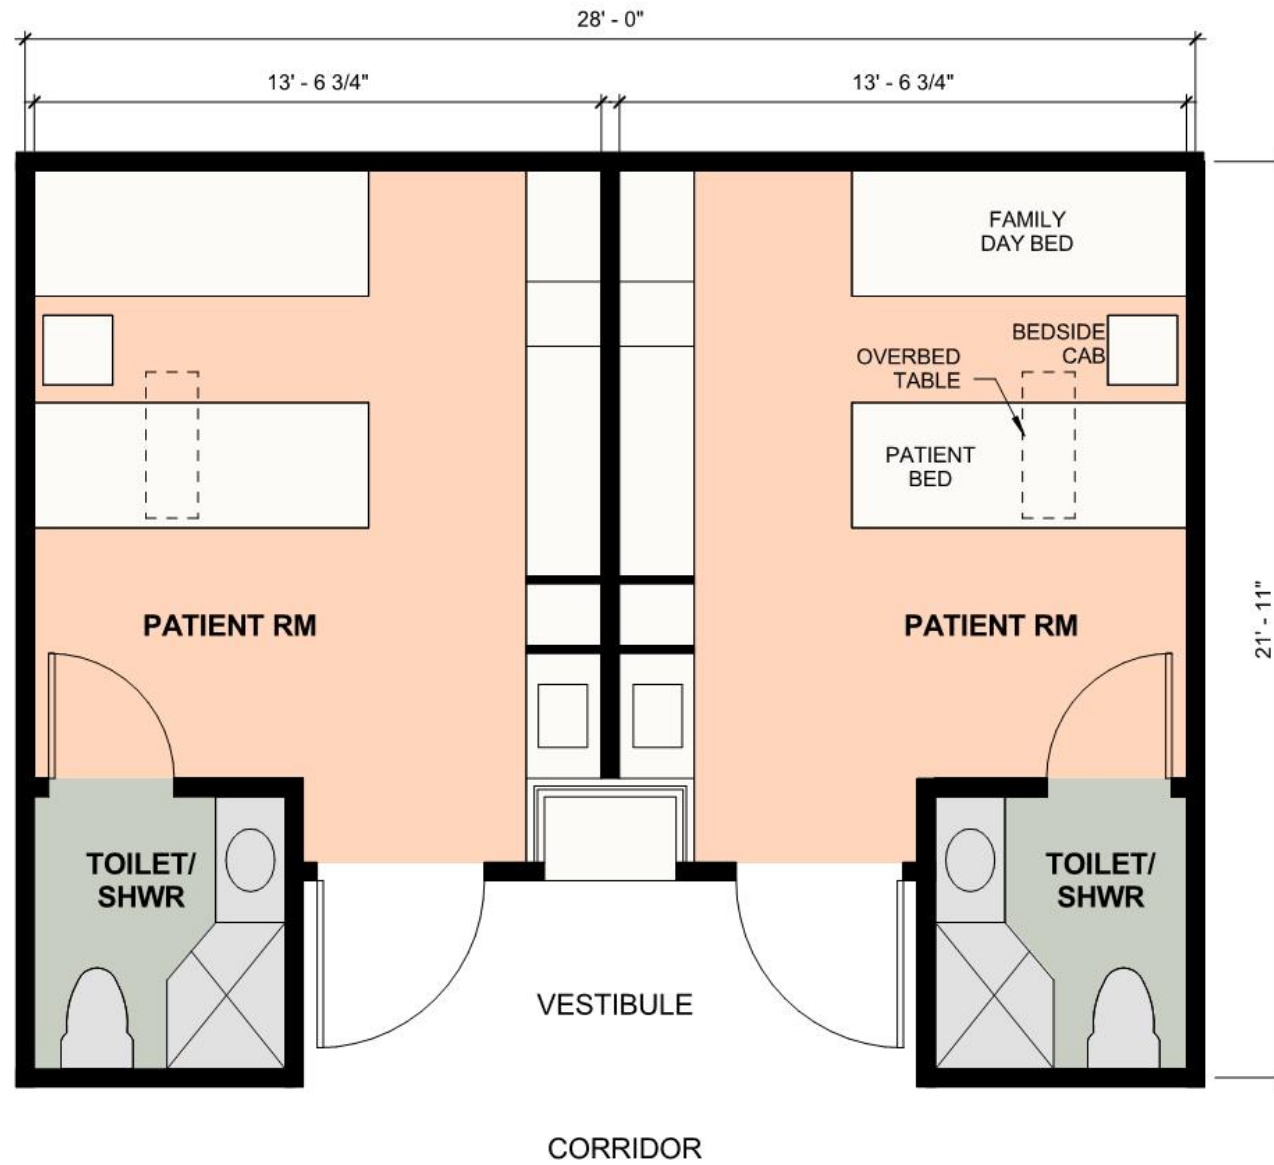 28' - 0"
13' - 6 3/4"
13' - 6 3/4"
FAMILY
DAY BED
BEDSIDE
CAB
OVERBED
TABLE
PATIENT
BED
PATIENT RM
PATIENT RM
21' - 11"
TOILET/
SHWR
TOILET/
SHWR
VESTIBULE
CORRIDOR